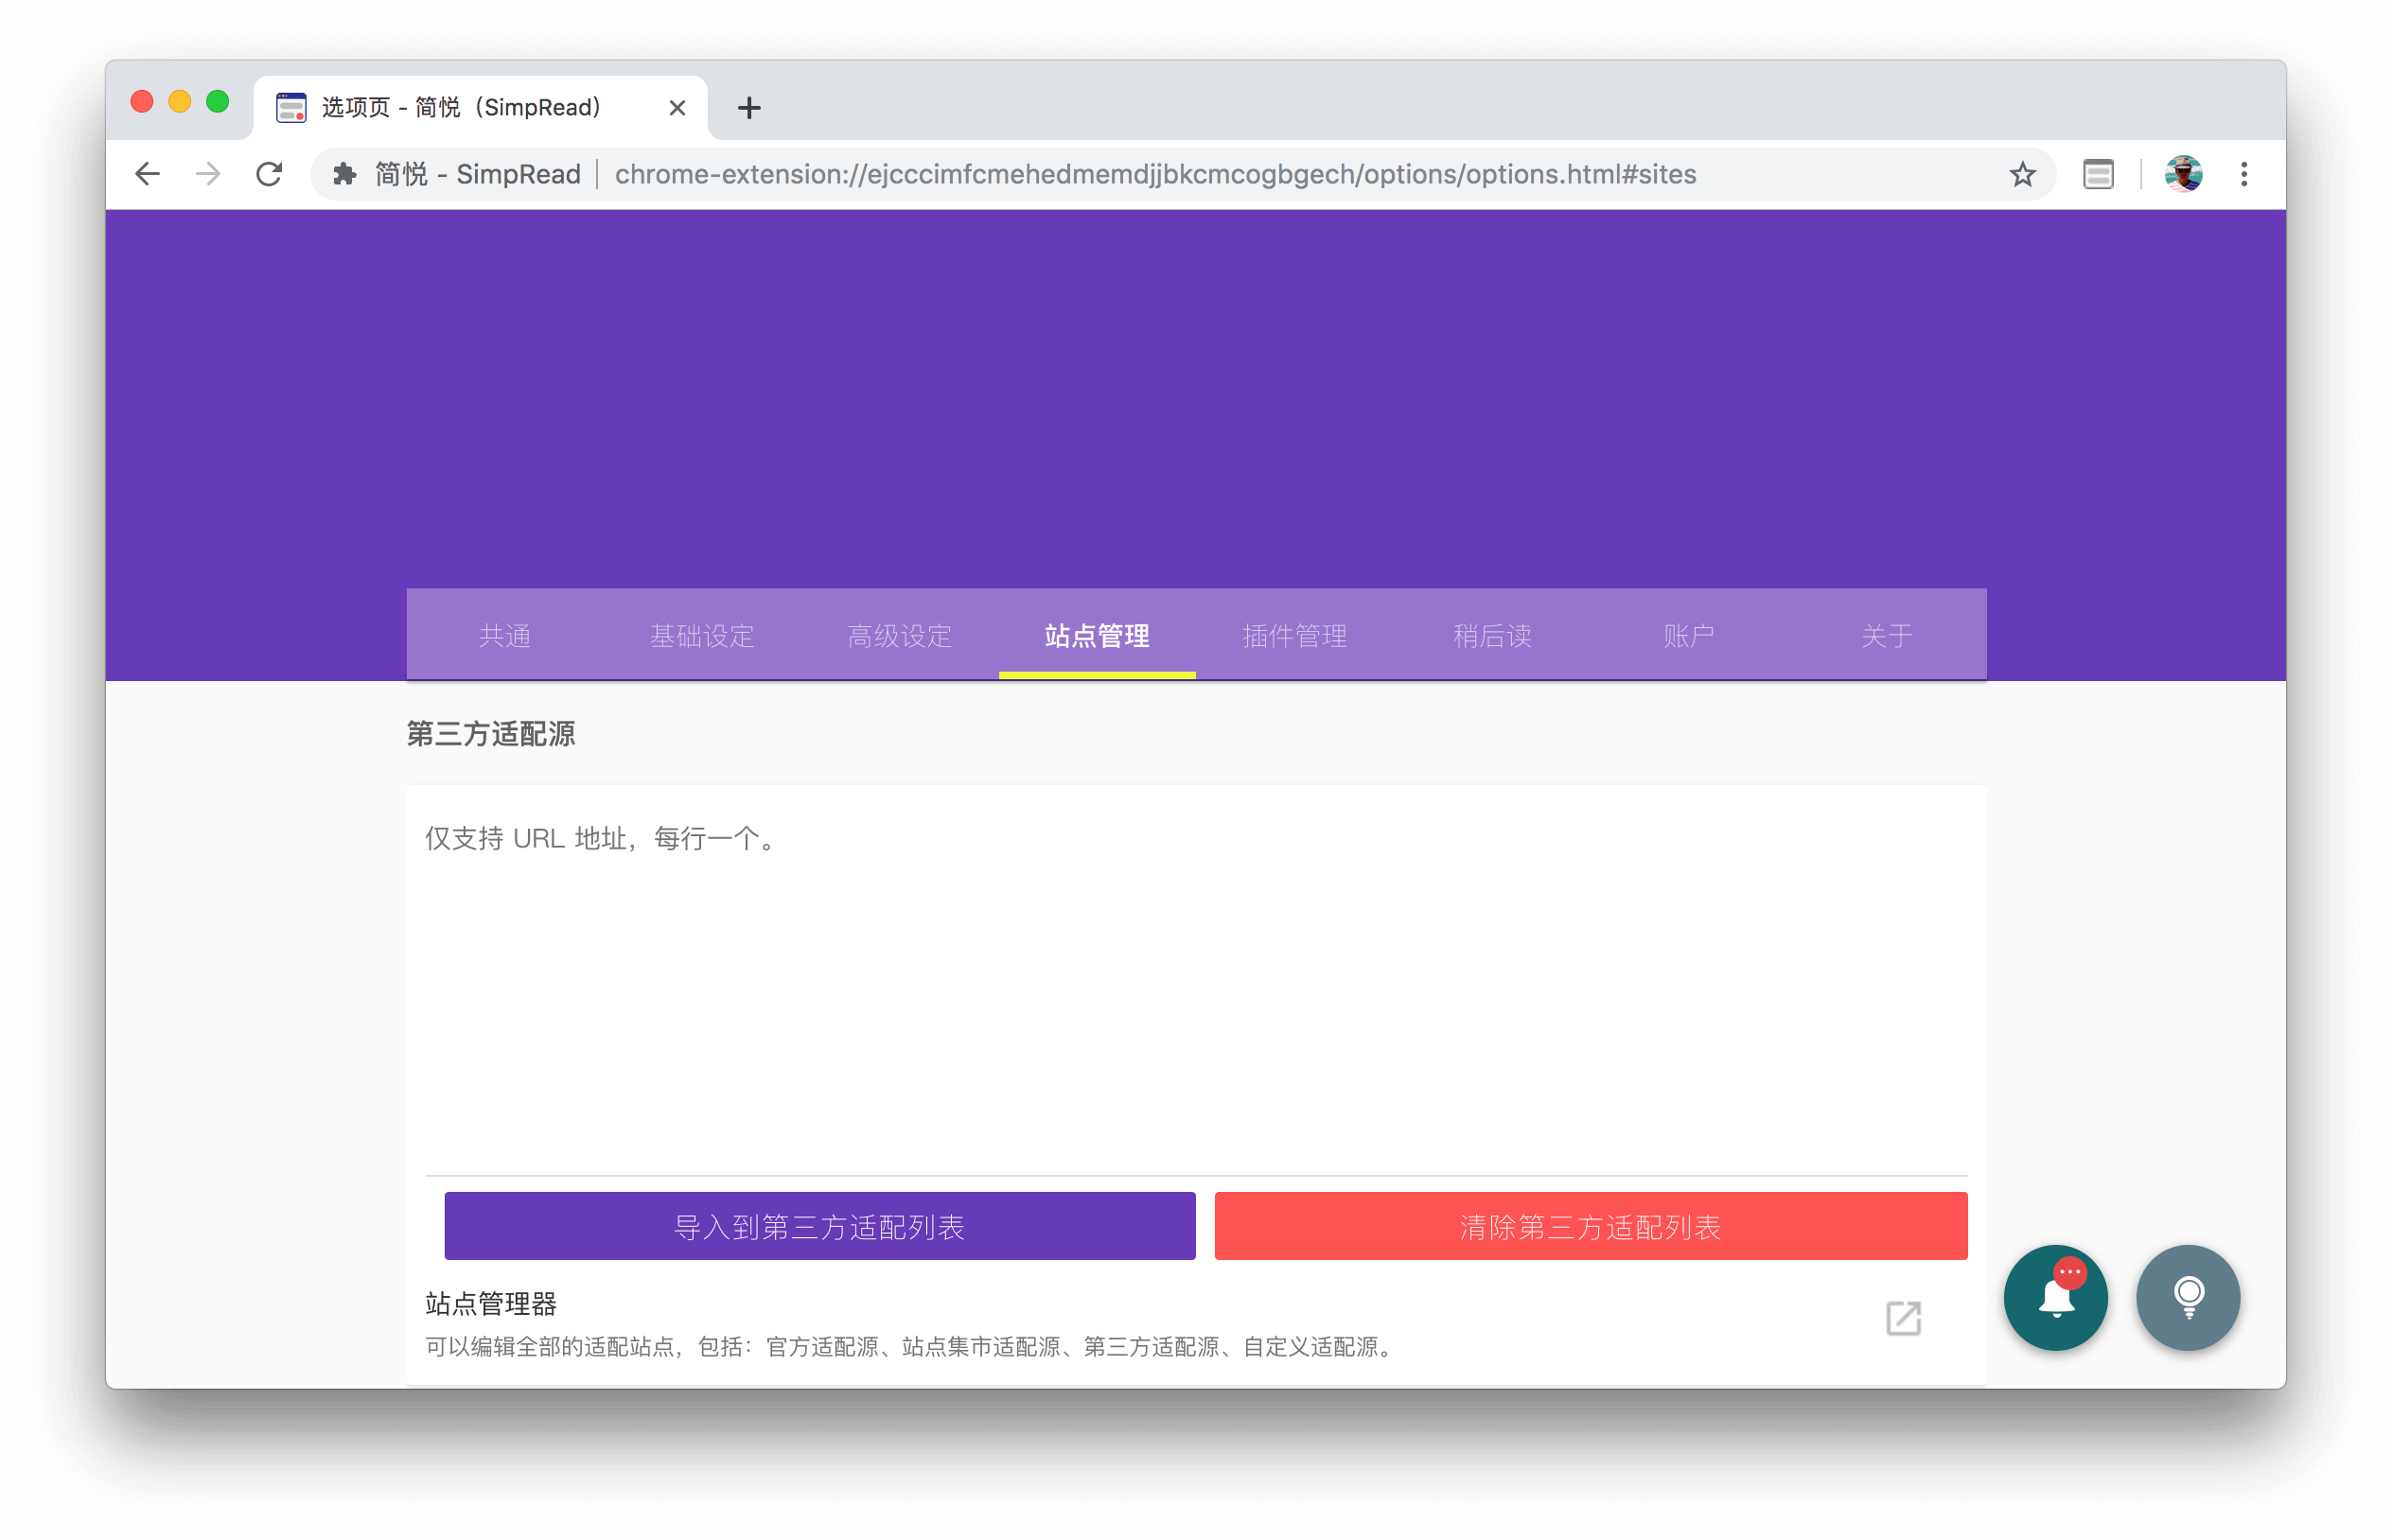 选项页 - 简悦（SimpRead）
简悦 - SimpRead chrome-extension://ejcccimfcmehedmemdjjbkcmcogbgech/options/options.html#sites
共通 基础设定 高级设定 站点管理 插件管理 稍后读 账户 关于
第三方适配源
仅支持 URL 地址，每行一个。
导入到第三方适配列表 清除第三方适配列表
站点管理器
可以编辑全部的适配站点，包括：官方适配源、站点集市适配源、第三方适配源、自定义适配源。